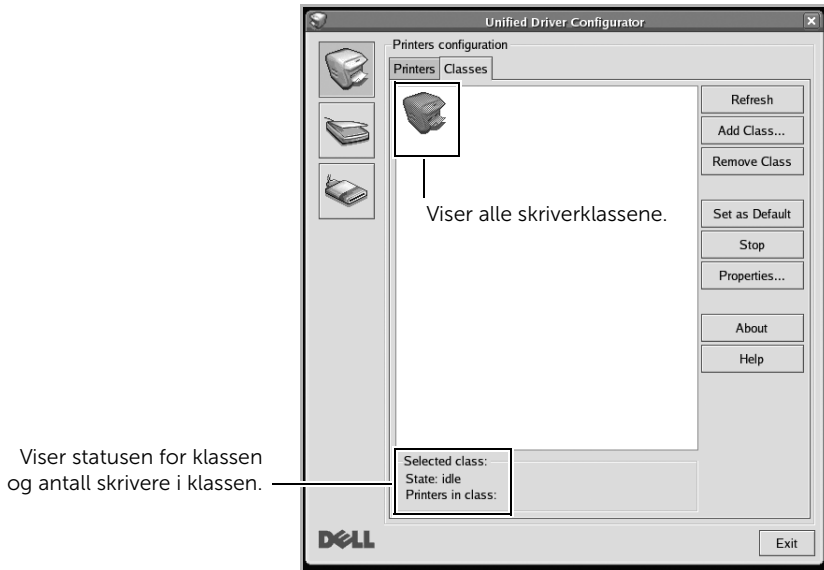 Unified Driver Configurator
Printers configuration
Printers Classes
Refresh
Add Class...
Remove Class
Viser alle skriverklassene.
Set as Default
Stop
Properties...
About
Help
Viser statusen for klassen
og antall skrivere i klassen.
Selected class:
State: idle
Printers in class:
DELL
Exit